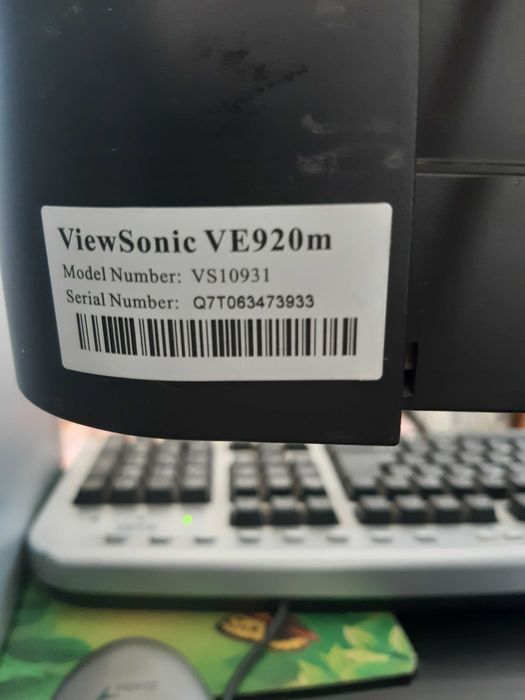 ViewSonic VE920m
Model Number: VS10931
Serial Number: Q7T063473933